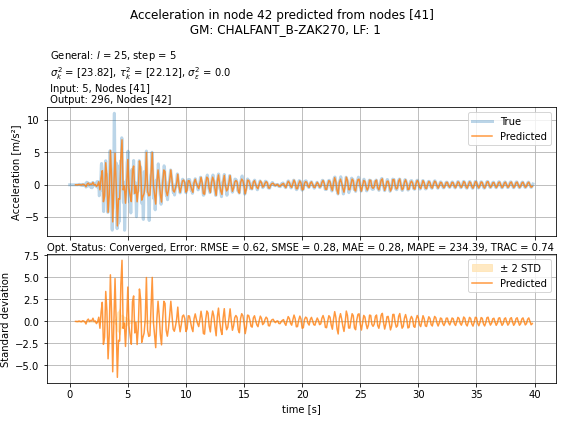 Acceleration in node 42 predicted from nodes [41]
GM: CHALFANT_B-ZAK270, LF: 1
General: l = 25, step = 5
σ²ₖ = [23.82], τ²ₖ = [22.12], σ²_ε = 0.0
Input: 5, Nodes [41]
Output: 296, Nodes [42]
10
5
0
−5
Acceleration [m/s²]
True
Predicted
Opt. Status: Converged, Error: RMSE = 0.62, SMSE = 0.28, MAE = 0.28, MAPE = 234.39, TRAC = 0.74
7.5
5.0
2.5
0.0
−2.5
−5.0
Standard deviation
± 2 STD
Predicted
0 5 10 15 20 25 30 35 40
time [s]